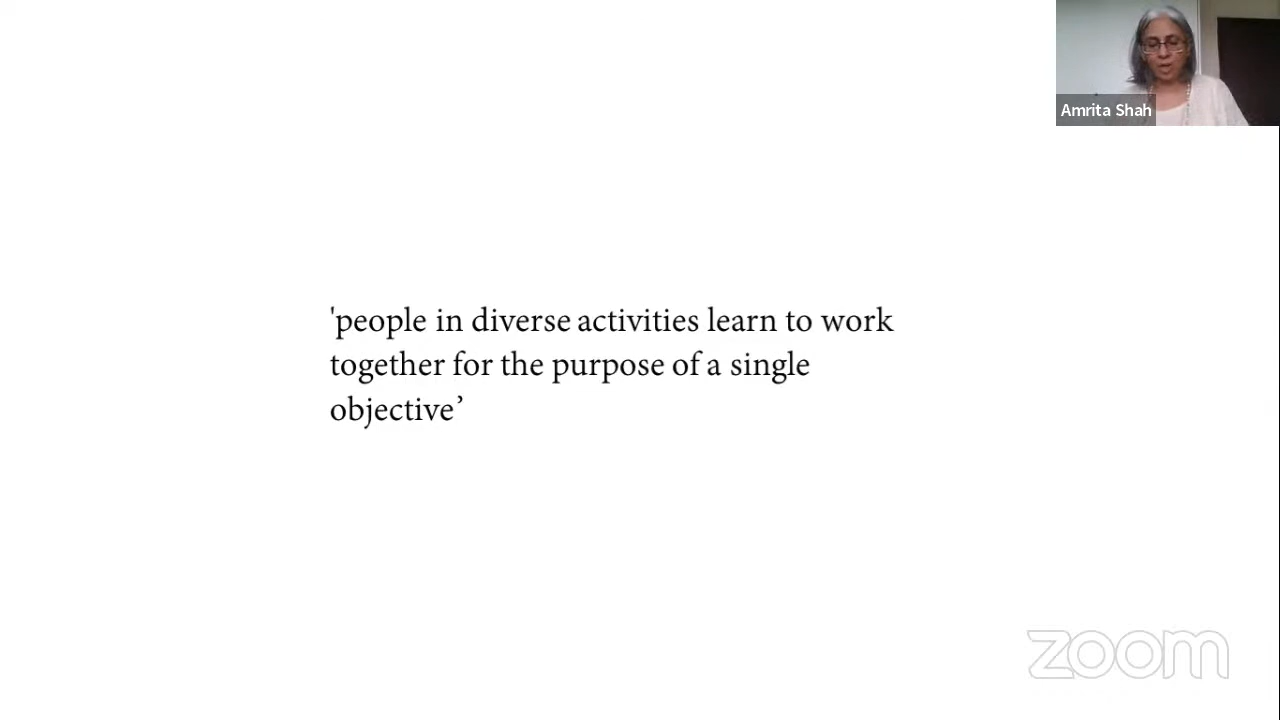 Amrita Shah
'people in diverse activities learn to work
together for the purpose of a single
objective’
zoom